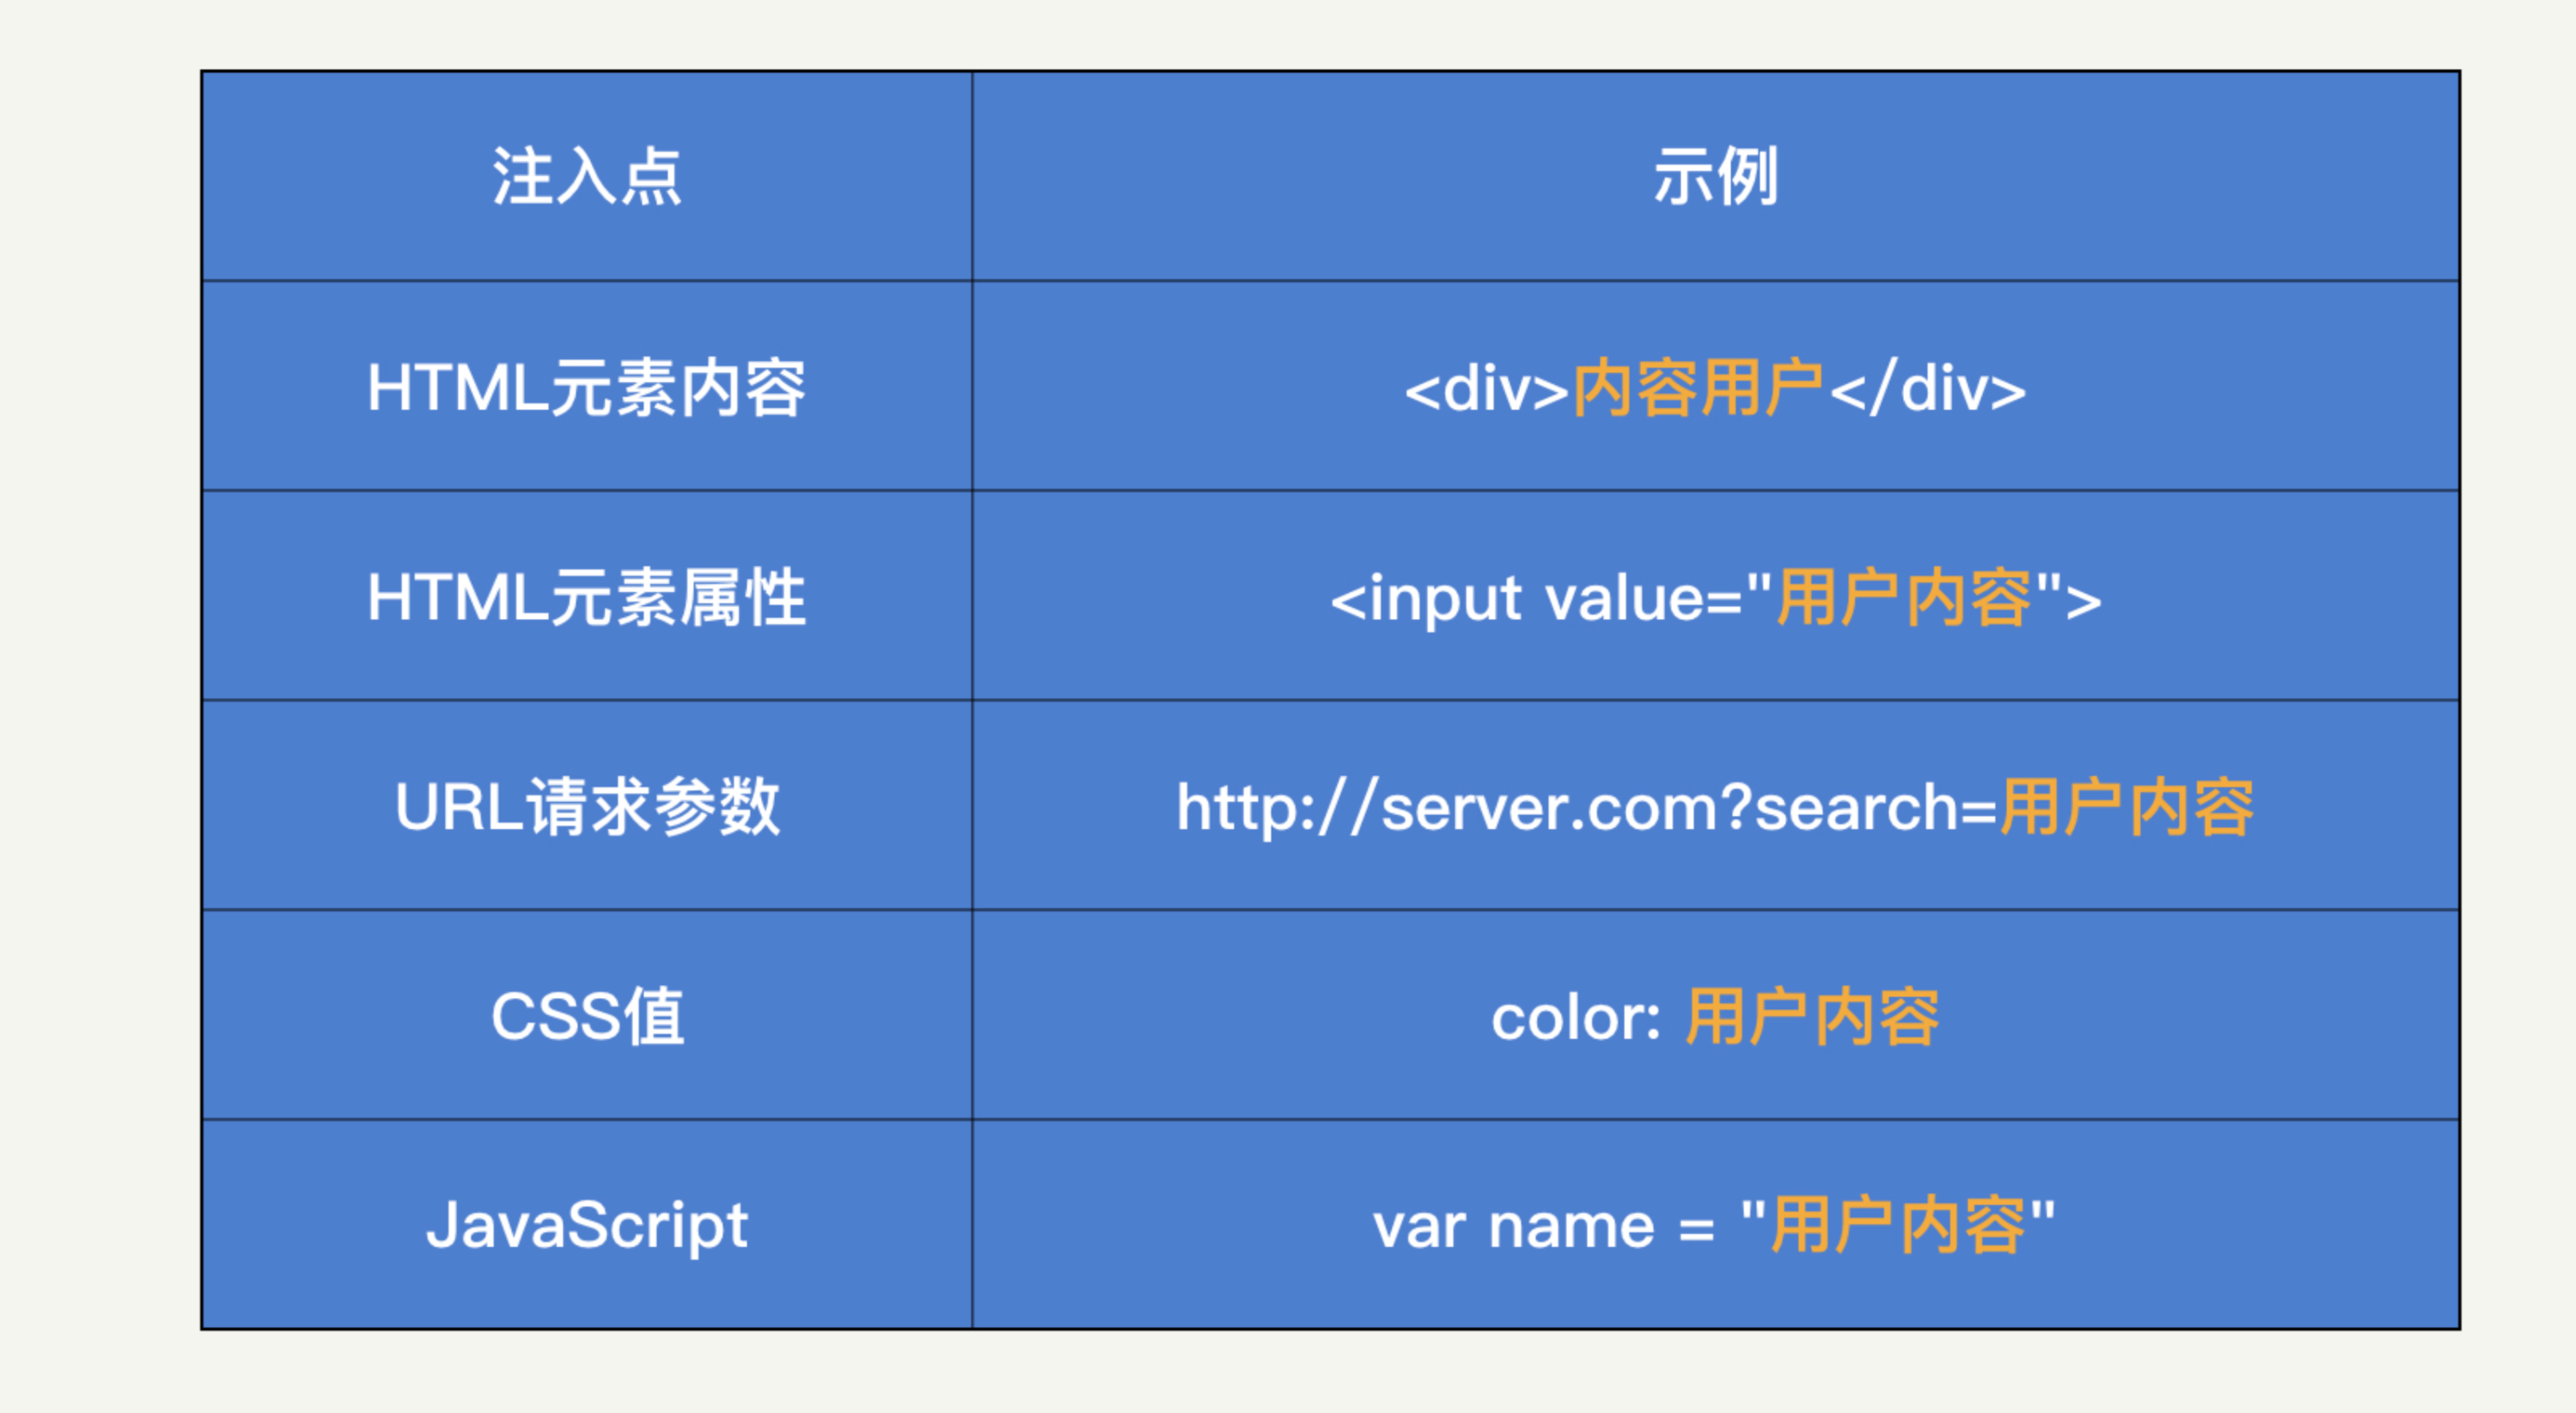 注入点 示例
HTML元素内容 <div>内容用户</div>
HTML元素属性 <input value="用户内容">
URL请求参数 http://server.com?search=用户内容
CSS值 color: 用户内容
JavaScript var name = "用户内容"